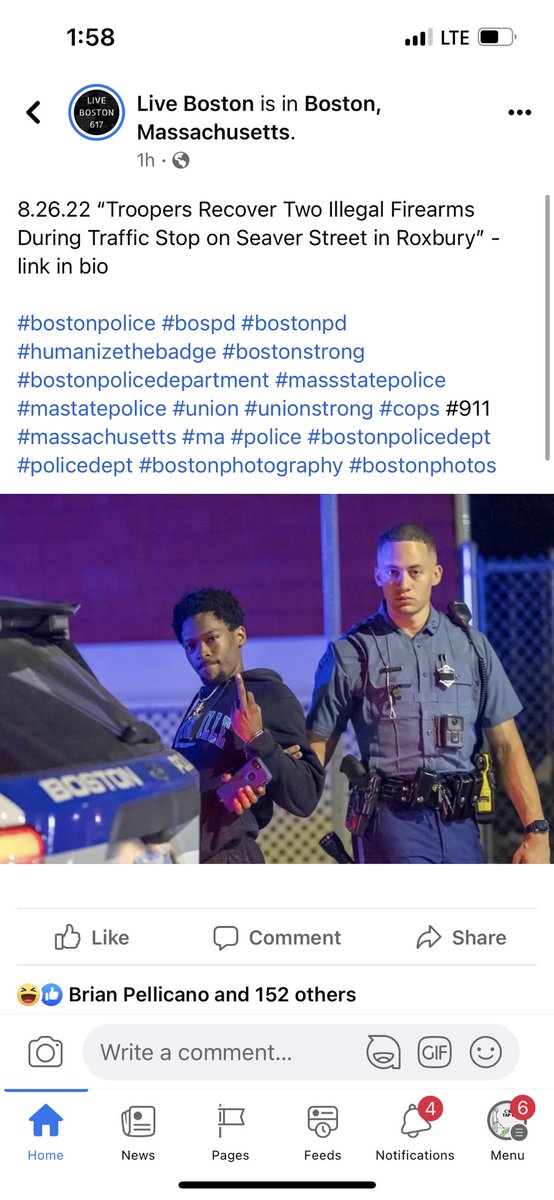 1:58
LTE
LIVE
BOSTON
617
Live Boston is in Boston,
Massachusetts.
1h
8.26.22 “Troopers Recover Two Illegal Firearms
During Traffic Stop on Seaver Street in Roxbury” -
link in bio
#bostonpolice #bospd #bostonpd
#humanizethebadge #bostonstrong
#bostonpolicedepartment #massstatepolice
#mastatepolice #union #unionstrong #cops #911
#massachusetts #ma #police #bostonpolicedept
#policedept #bostonphotography #bostonphotos
BOSTON
Like
Comment
Share
Brian Pellicano and 152 others
Write a comment...
GIF
4
6
Home
News
Pages
Feeds
Notifications
Menu